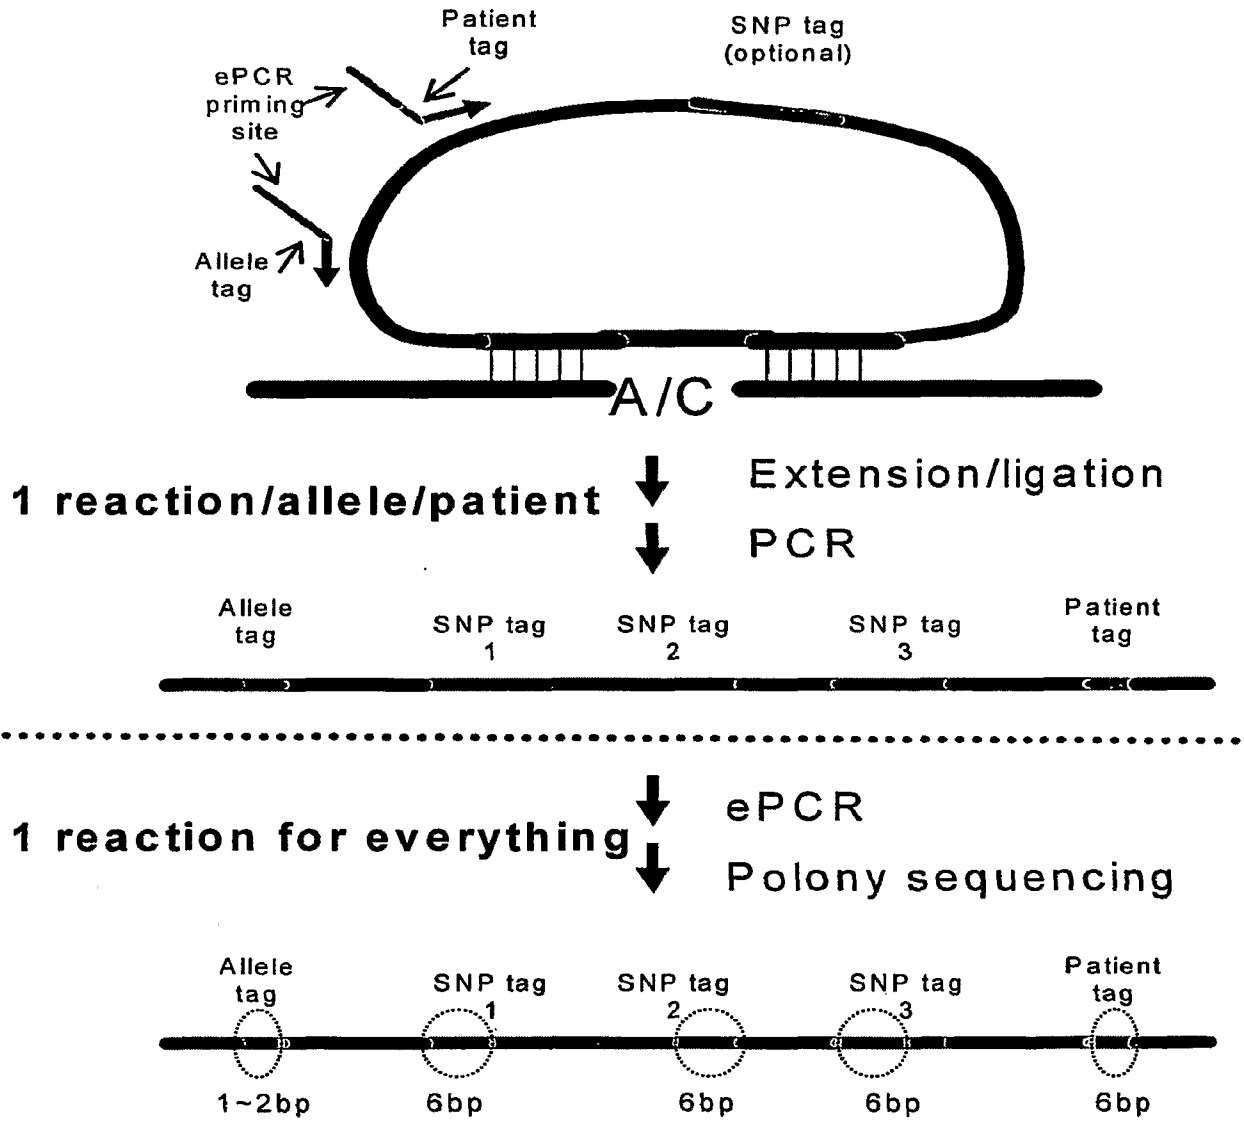 Patient
tag
SNP tag
(optional)
ePCR
priming
site
Allele
tag
A/C
1 reaction/allele/patient
Extension/ligation
PCR
Allele
tag
SNP tag
1
SNP tag
2
SNP tag
3
Patient
tag
1 reaction for everything
ePCR
Polony sequencing
Allele
tag
SNP tag
1
SNP tag
2
SNP tag
3
Patient
tag
1~2bp
6bp
6bp
6bp
6bp